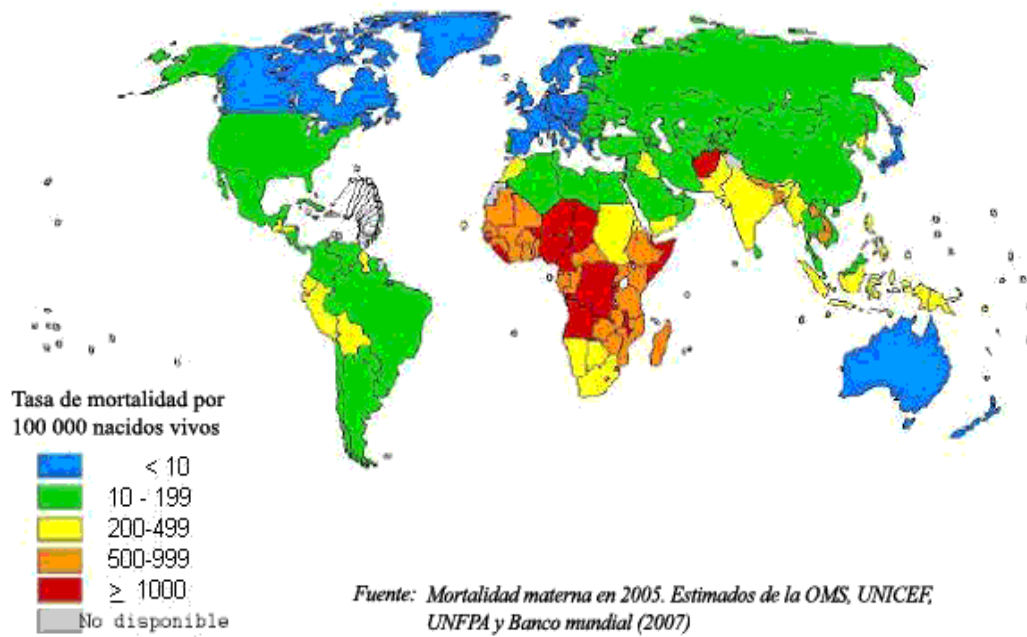 Tasa de mortalidad por
100 000 nacidos vivos
< 10
10 - 199
200-499
500-999
≥ 1000
No disponible
Fuente: Mortalidad materna en 2005. Estimados de la OMS, UNICEF,
UNFPA y Banco mundial (2007)